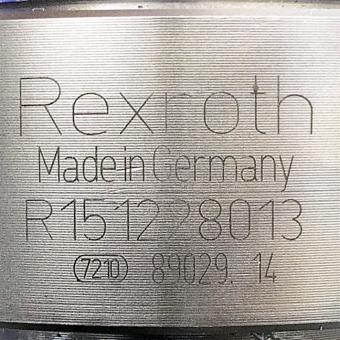 Rexroth
Made in Germany
R151228013
7210 89029. 14